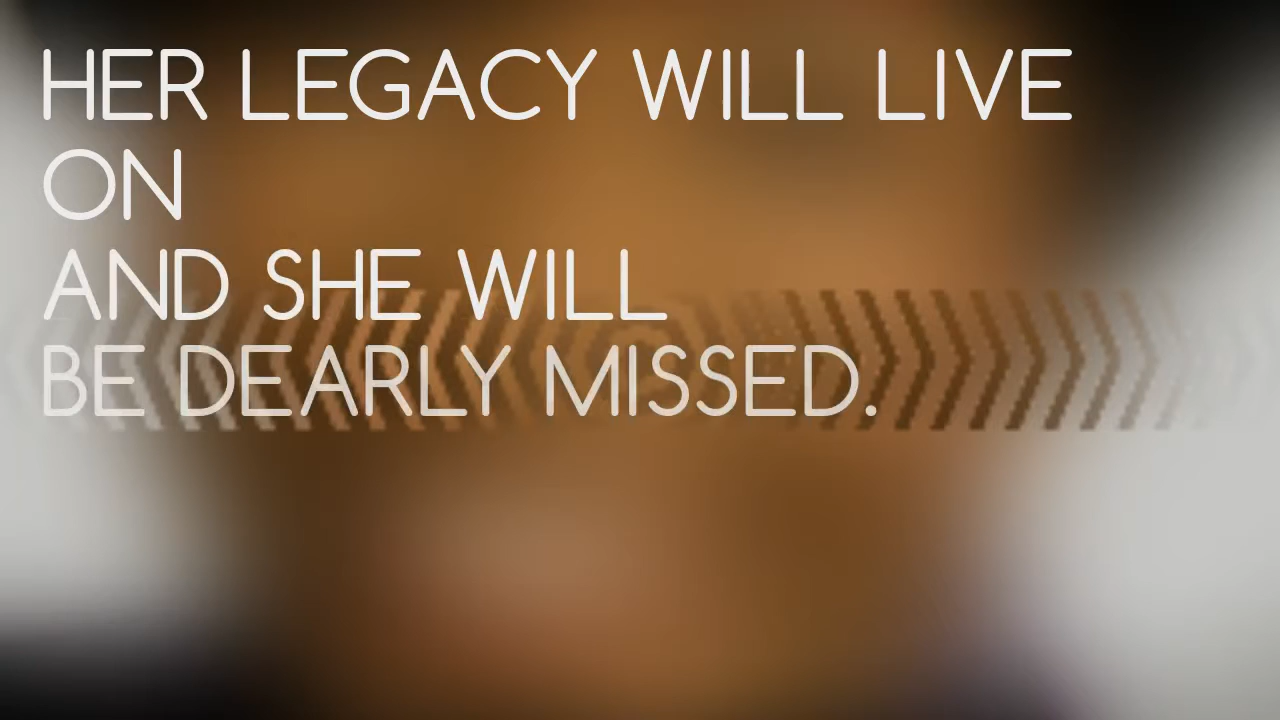 HER LEGACY WILL LIVE
ON
AND SHE WILL
BE DEARLY MISSED.